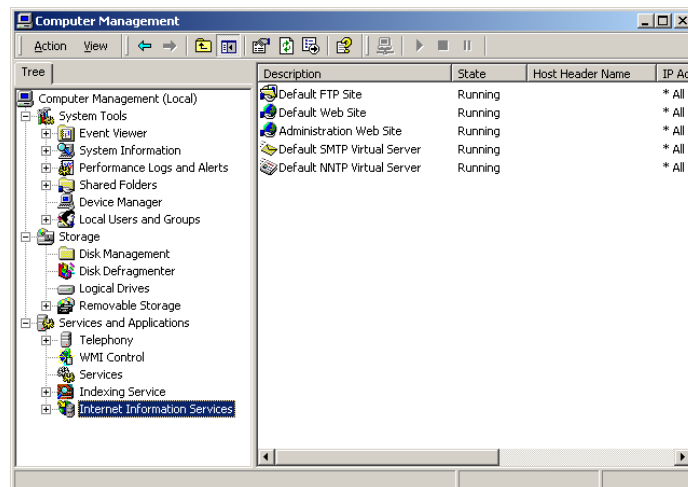 Computer Management
Action View
Tree
Description State Host Header Name IP Ad
Computer Management (Local)
System Tools
Event Viewer
System Information
Performance Logs and Alerts
Shared Folders
Device Manager
Local Users and Groups
Storage
Disk Management
Disk Defragmenter
Logical Drives
Removable Storage
Services and Applications
Telephony
WMI Control
Services
Indexing Service
Internet Information Services
Default FTP Site Running * All
Default Web Site Running * All
Administration Web Site Running * All
Default SMTP Virtual Server Running * All
Default NNTP Virtual Server Running * All